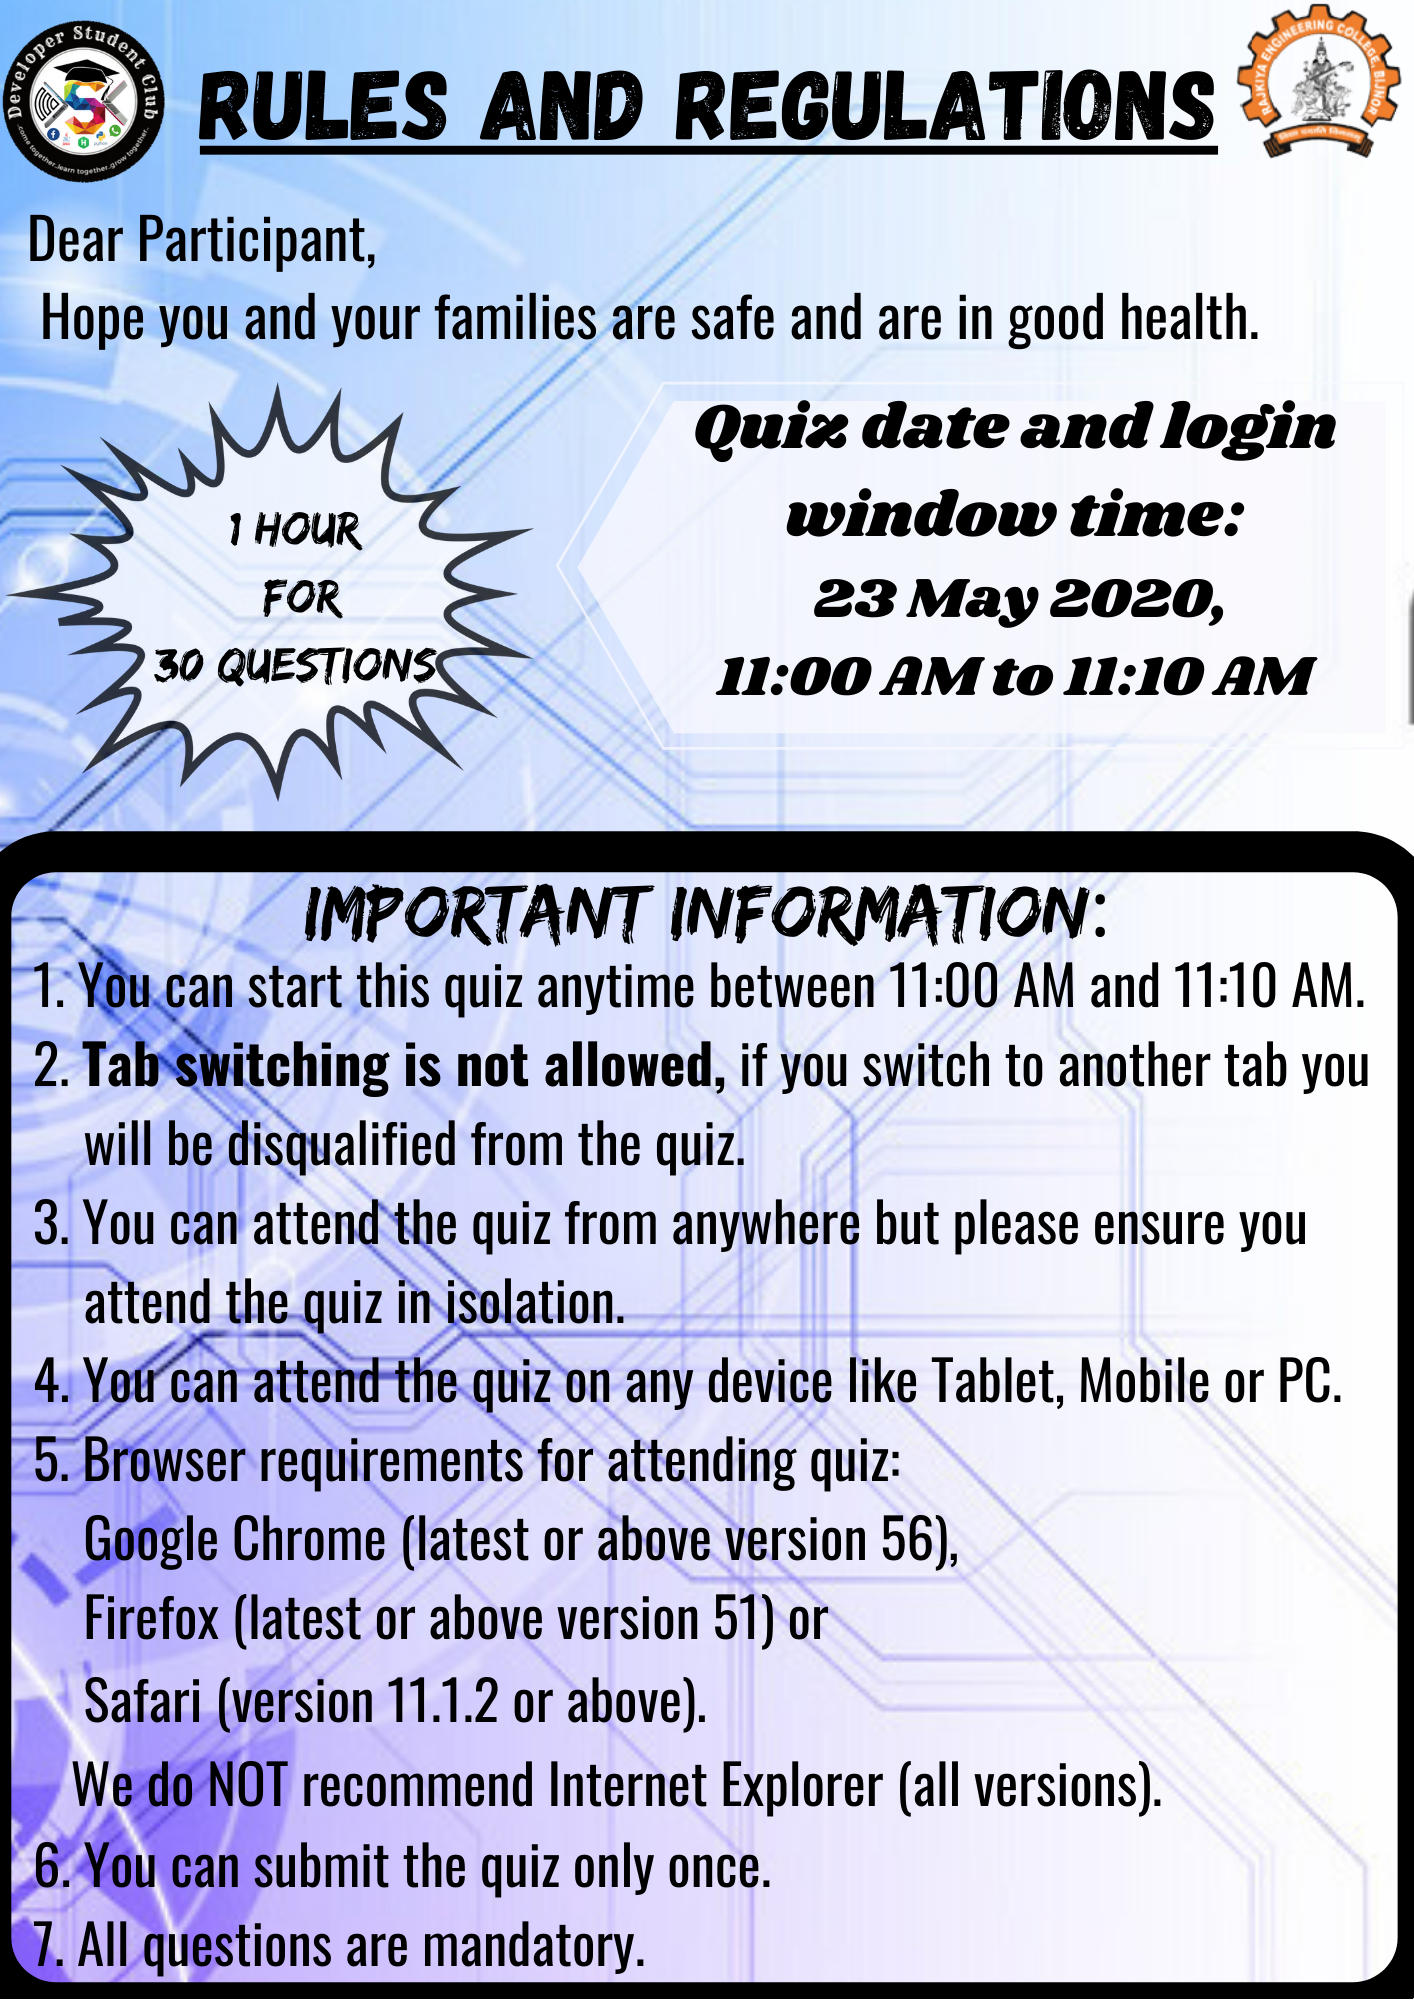 Developer Student Club
.come together.learn together.grow together.
RULES AND REGULATIONS
RAJKIYA ENGINEERING COLLEGE, BIJNOR
Dear Participant,
Hope you and your families are safe and are in good health.
1 HOUR
FOR
30 QUESTIONS
Quiz date and login
window time:
23 May 2020,
11:00 AM to 11:10 AM
IMPORTANT INFORMATION:
1. You can start this quiz anytime between 11:00 AM and 11:10 AM.
2. Tab switching is not allowed, if you switch to another tab you
will be disqualified from the quiz.
3. You can attend the quiz from anywhere but please ensure you
attend the quiz in isolation.
4. You can attend the quiz on any device like Tablet, Mobile or PC.
5. Browser requirements for attending quiz:
Google Chrome (latest or above version 56),
Firefox (latest or above version 51) or
Safari (version 11.1.2 or above).
We do NOT recommend Internet Explorer (all versions).
6. You can submit the quiz only once.
7. All questions are mandatory.